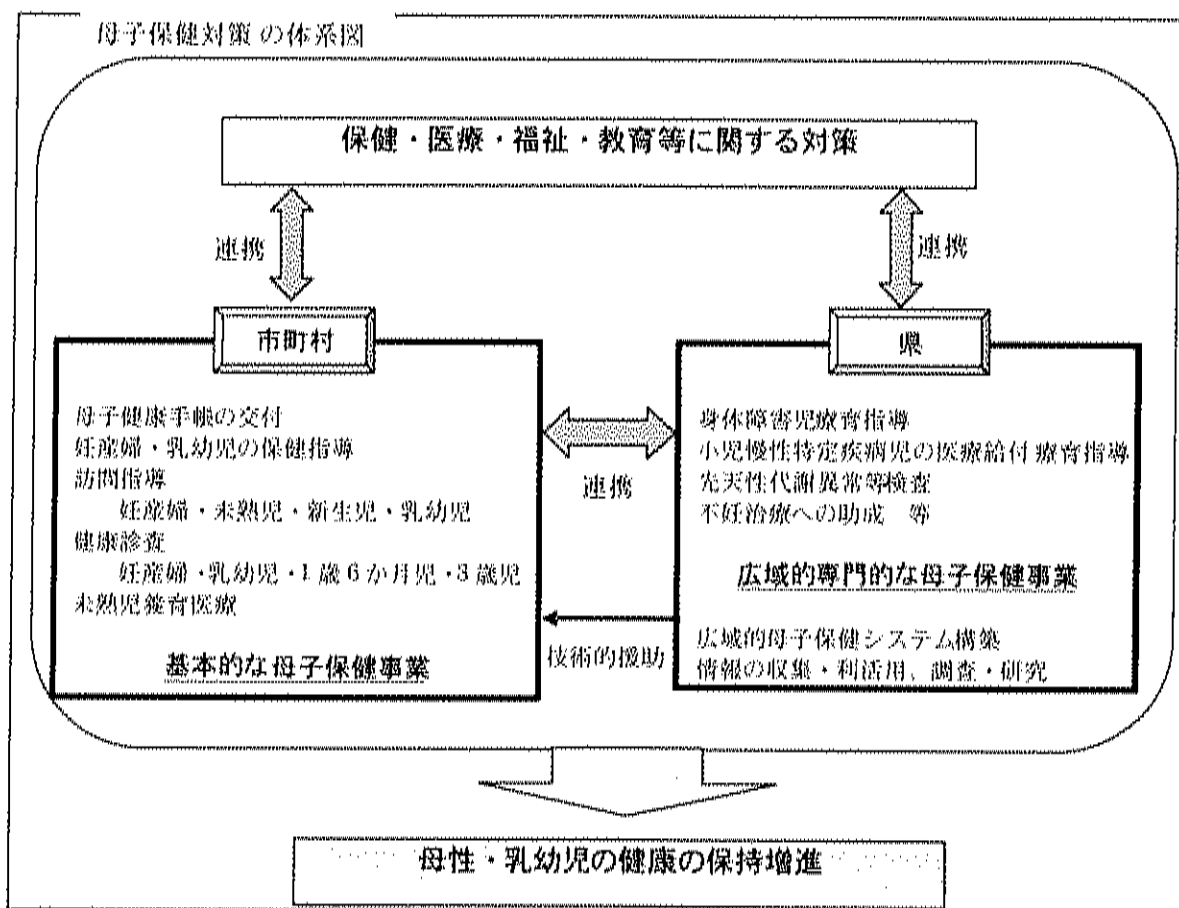 母子保健対策の体系図
保健・医療・福祉・教育等に関する対策
連携
連携
市町村
母子健康手帳の交付
妊産婦・乳幼児の保健指導
訪問指導
妊産婦・未熟児・新生児・乳幼児
健康診査
妊産婦・乳幼児・1歳6か月児・3歳児
未熟児養育医療
基本的な母子保健事業
連携
技術的援助
県
身体障害児療育指導
小児慢性特定疾病児の医療給付療育指導
先天性代謝異常等検査
不妊治療への助成 等
広域的専門的な母子保健事業
広域的母子保健システム構築
情報の収集・利活用、調査・研究
母性・乳幼児の健康の保持増進